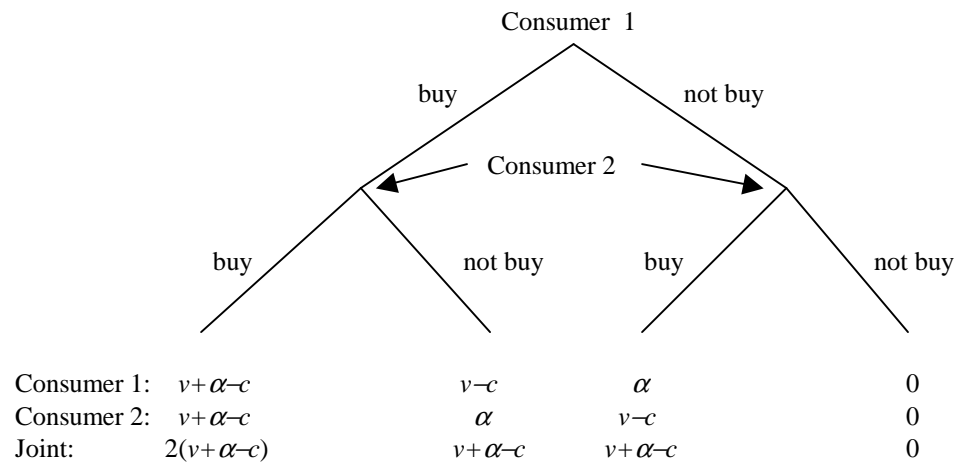 Consumer 1
buy not buy
Consumer 2
buy not buy buy not buy
Consumer 1: v+α−c v−c α 0
Consumer 2: v+α−c α v−c 0
Joint: 2(v+α−c) v+α−c v+α−c 0